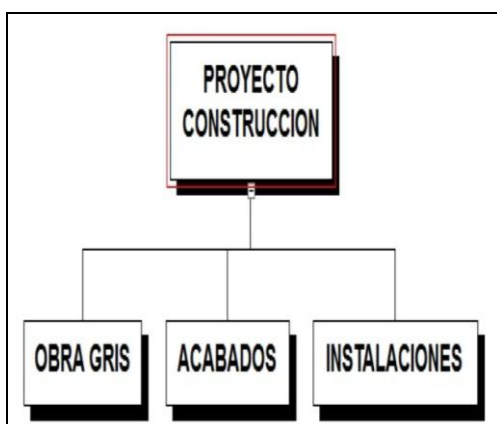 PROYECTO
CONSTRUCCION
OBRA GRIS
ACABADOS
INSTALACIONES